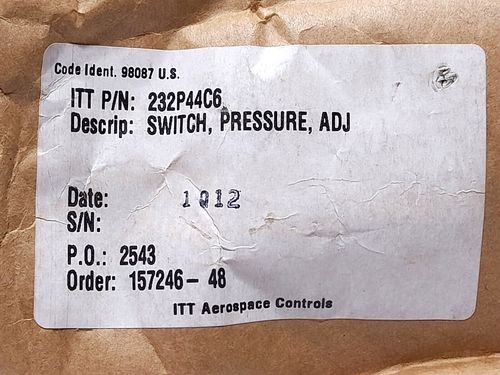 Code Ident. 98087 U.S.
ITT P/N: 232P44C6
Descrip: SWITCH, PRESSURE, ADJ
Date: 1012
S/N:
P.O.: 2543
Order: 157246- 48
ITT Aerospace Controls